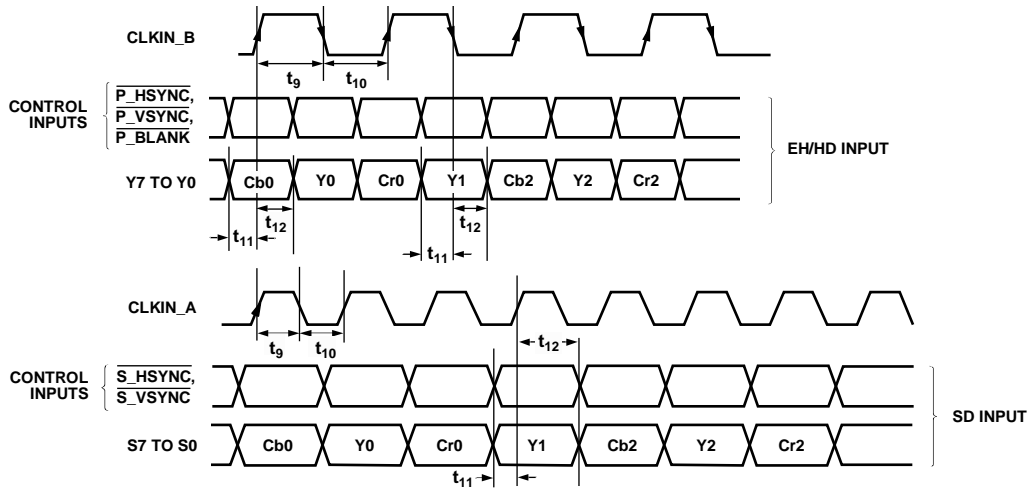 CLKIN_B
t9 t10
CONTROL INPUTS
P_HSYNC,
P_VSYNC,
P_BLANK
EH/HD INPUT
Y7 TO Y0 Cb0 Y0 Cr0 Y1 Cb2 Y2 Cr2
t12 t12
t11 t11
CLKIN_A
t9 t10 t12
CONTROL INPUTS
S_HSYNC,
S_VSYNC
SD INPUT
S7 TO S0 Cb0 Y0 Cr0 Y1 Cb2 Y2 Cr2
t11